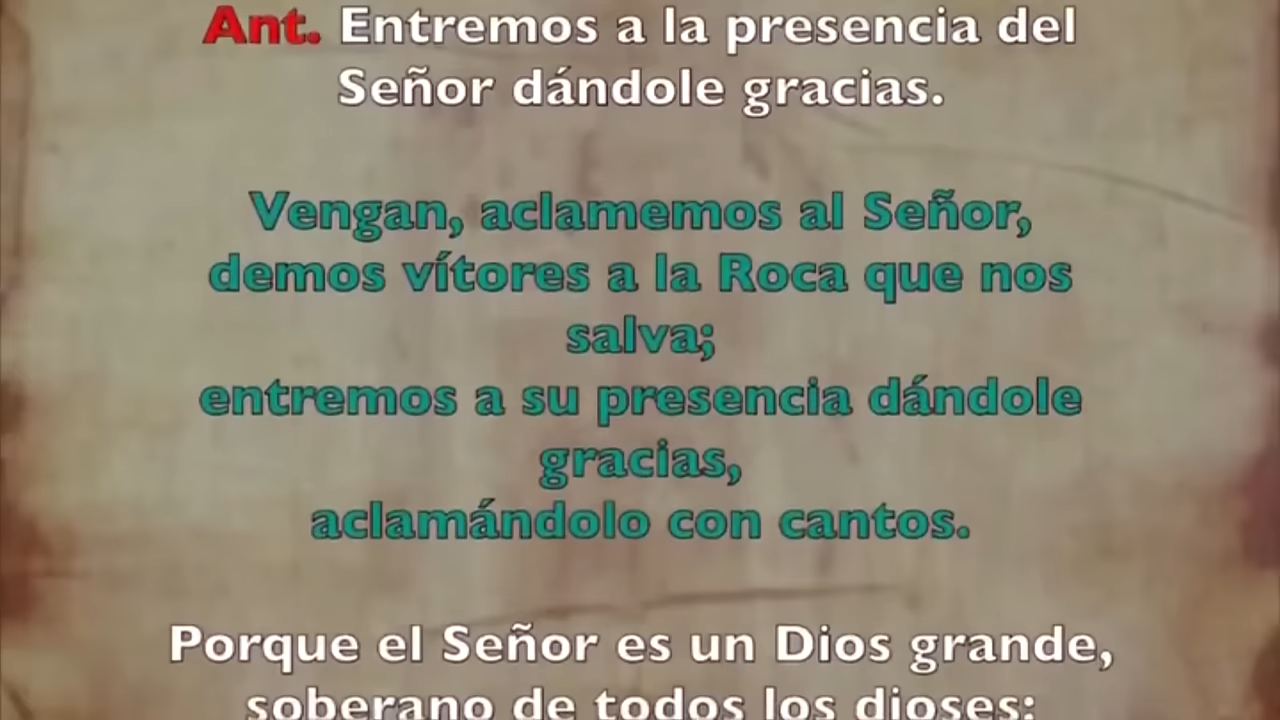 Ant. Entremos a la presencia del
Señor dándole gracias.
Vengan, aclamemos al Señor,
demos vítores a la Roca que nos
salva;
entremos a su presencia dándole
gracias,
aclamándolo con cantos.
Porque el Señor es un Dios grande,
soberano de todos los dioses: